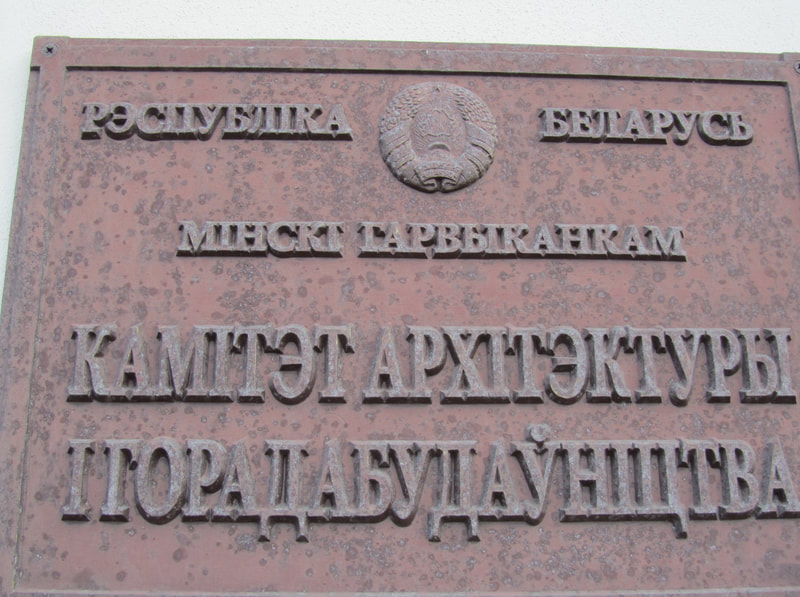 РЭСПУБЛІКА БЕЛАРУСЬ
МІНСКІ ГАРВЫКАНКАМ
КАМІТЭТ АРХІТЭКТУРЫ
І ГОРАДАБУДАЎНІЦТВА